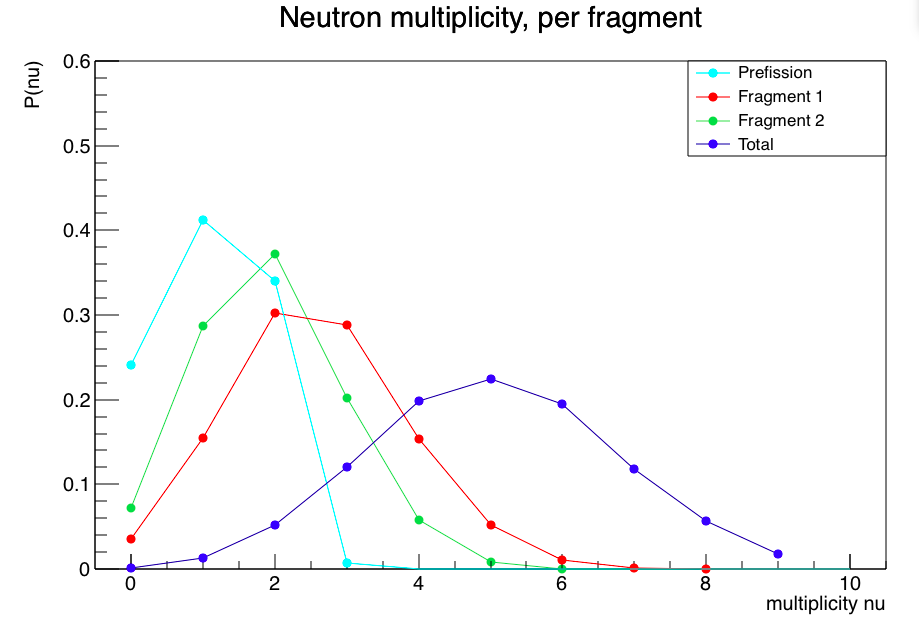 Neutron multiplicity, per fragment
P(nu)
0.6
0.5
0.4
0.3
0.2
0.1
0
Prefission
Fragment 1
Fragment 2
Total
0 2 4 6 8 10
multiplicity nu